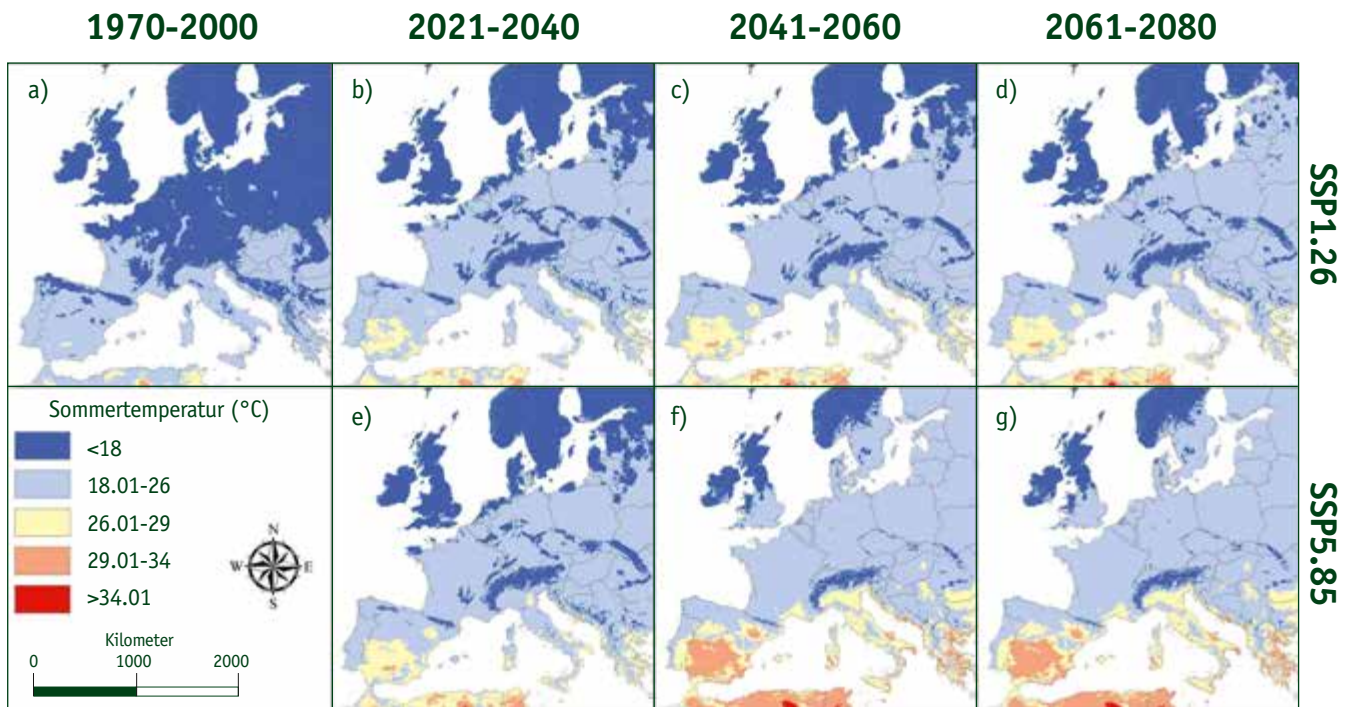 1970-2000 2021-2040 2041-2060 2061-2080
a) b) c) d)
SSP1.26
Sommertemperatur (°C)
<18
18.01-26
26.01-29
29.01-34
>34.01
N
W E
S
Kilometer
0 1000 2000
e) f) g)
SSP5.85